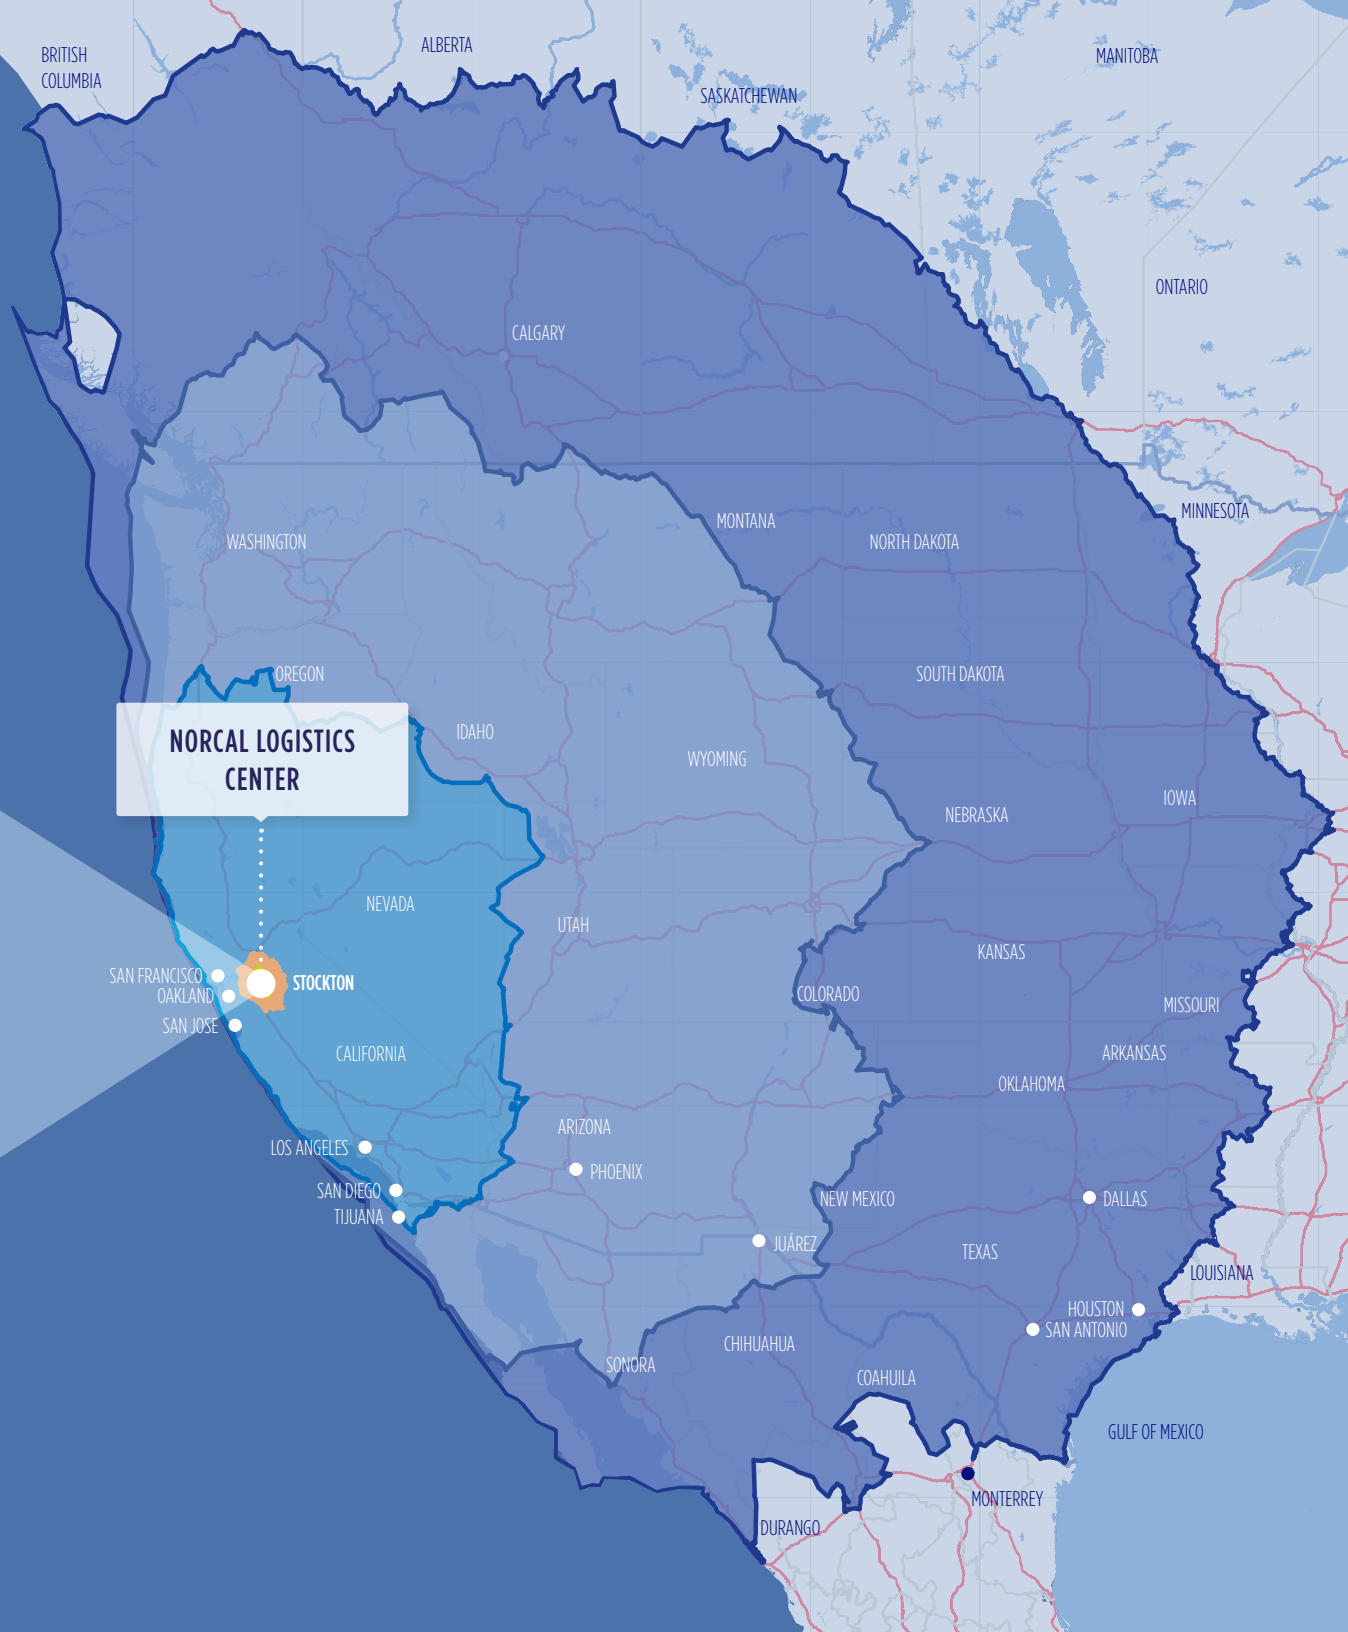 BRITISH
COLUMBIA
ALBERTA
SASKATCHEWAN
MANITOBA
ONTARIO
CALGARY
MINNESOTA
MONTANA
NORTH DAKOTA
WASHINGTON
OREGON
SOUTH DAKOTA
IDAHO
WYOMING
NORCAL LOGISTICS
CENTER
NEBRASKA
IOWA
NEVADA
UTAH
KANSAS
SAN FRANCISCO
STOCKTON
OAKLAND
COLORADO
MISSOURI
SAN JOSE
CALIFORNIA
ARKANSAS
OKLAHOMA
ARIZONA
LOS ANGELES
PHOENIX
SAN DIEGO
NEW MEXICO
DALLAS
TIJUANA
JUÁREZ
TEXAS
LOUISIANA
HOUSTON
SAN ANTONIO
CHIHUAHUA
SONORA
COAHUILA
GULF OF MEXICO
MONTERREY
DURANGO